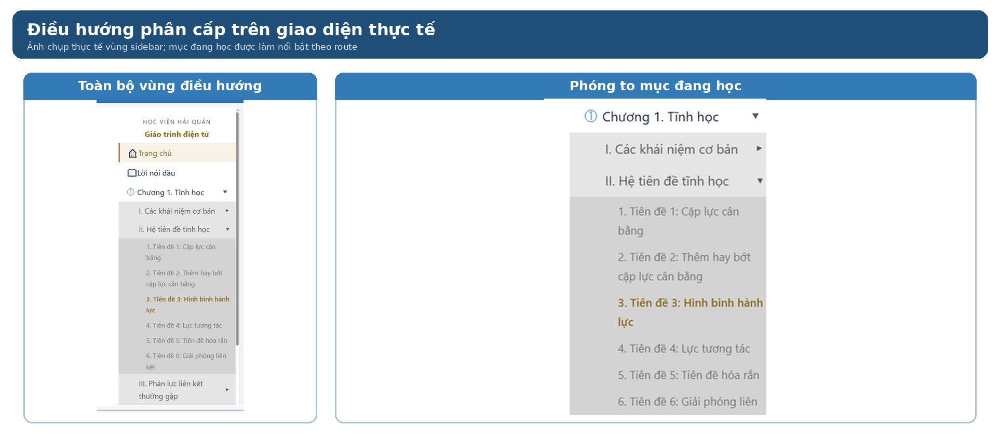 Điều hướng phân cấp trên giao diện thực tế
Ảnh chụp thực tế vùng sidebar; mục đang học được làm nổi bật theo route
Toàn bộ vùng điều hướng
HỌC VIỆN HẢI QUÂN
Giáo trình điện tử
Trang chủ
Lời nói đầu
① Chương 1. Tĩnh học ▼
I. Các khái niệm cơ bản ►
II. Hệ tiên đề tĩnh học ▼
1. Tiên đề 1: Cặp lực cân
bằng
2. Tiên đề 2: Thêm hay bớt
cặp lực cân bằng
3. Tiên đề 3: Hình bình hành
lực
4. Tiên đề 4: Lực tương tác
5. Tiên đề 5: Tiên đề hóa rắn
6. Tiên đề 6: Giải phóng liên
kết
III. Phản lực liên kết
thường gặp ►
Phóng to mục đang học
① Chương 1. Tĩnh học ▼
I. Các khái niệm cơ bản ►
II. Hệ tiên đề tĩnh học ▼
1. Tiên đề 1: Cặp lực cân
bằng
2. Tiên đề 2: Thêm hay bớt
cặp lực cân bằng
3. Tiên đề 3: Hình bình hành
lực
4. Tiên đề 4: Lực tương tác
5. Tiên đề 5: Tiên đề hóa rắn
6. Tiên đề 6: Giải phóng liên